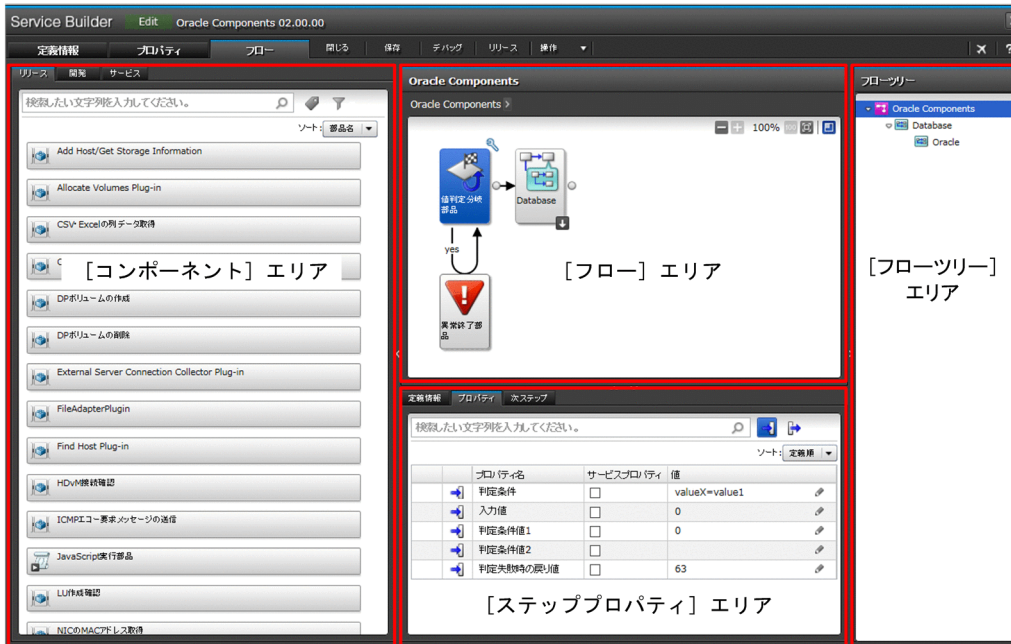 Service Builder Edit Oracle Components 02.00.00
定義情報 プロパティ フロー 閉じる 保存 デバッグ リリース 操作
リリース 開発 サービス
検索したい文字列を入力してください。
ソート: 部品名
Add Host/Get Storage Information
Allocate Volumes Plug-in
CSV・Excelの列データ取得
[コンポーネント] エリア
DPボリュームの作成
DPボリュームの削除
External Server Connection Collector Plug-in
FileAdapterPlugin
Find Host Plug-in
HDvM接続確認
ICMPエコー要求メッセージの送信
JavaScript実行部品
LU作成確認
NICのMACアドレス取得
Oracle Components
Oracle Components
100%
値判定分岐
部品
Database
yes
異常終了部
品
[フロー] エリア
定義情報 プロパティ 次ステップ
検索したい文字列を入力してください。
ソート: 定義順
プロパティ名 サービスプロパティ 値
判定条件 valueX=value1
入力値 0
判定条件値1 0
判定条件値2
判定失敗時の戻り値 63
[ステッププロパティ] エリア
フローツリー
Oracle Components
Database
Oracle
[フローツリー]
エリア